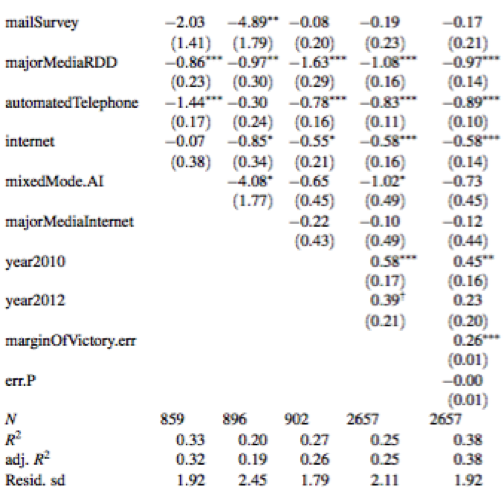 mailSurvey −2.03 −4.89** −0.08 −0.19 −0.17
(1.41) (1.79) (0.20) (0.23) (0.21)
majorMediaRDD −0.86*** −0.97** −1.63*** −1.08*** −0.97***
(0.23) (0.30) (0.29) (0.16) (0.14)
automatedTelephone −1.44*** −0.30 −0.78*** −0.83*** −0.89***
(0.17) (0.24) (0.16) (0.11) (0.10)
internet −0.07 −0.85* −0.55* −0.58*** −0.58***
(0.38) (0.34) (0.21) (0.16) (0.14)
mixedMode.AI −4.08* −0.65 −1.02* −0.73
(1.77) (0.45) (0.49) (0.45)
majorMediaInternet −0.22 −0.10 −0.12
(0.43) (0.49) (0.44)
year2010 0.58*** 0.45**
(0.17) (0.16)
year2012 0.39† 0.23
(0.21) (0.20)
marginOfVictory.err 0.26***
(0.01)
err.P −0.00
(0.01)
N 859 896 902 2657 2657
R² 0.33 0.20 0.27 0.25 0.38
adj. R² 0.32 0.19 0.26 0.25 0.38
Resid. sd 1.92 2.45 1.79 2.11 1.92